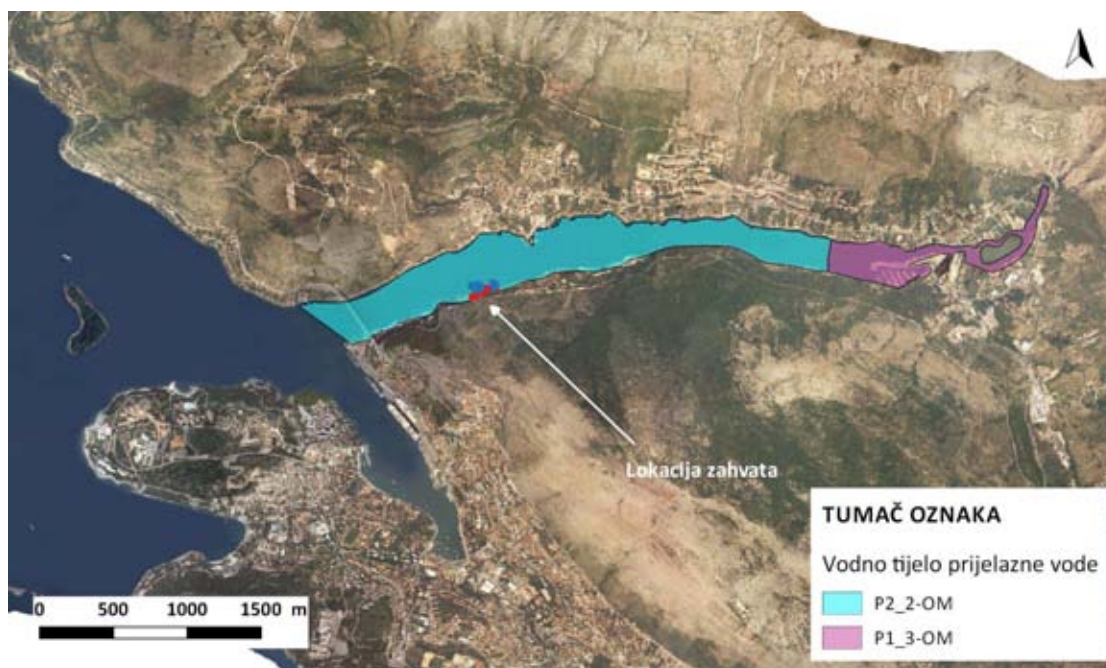 Lokacija zahvata
TUMAČ OZNAKA
Vodno tijelo prijelazne vode
P2_2-OM
P1_3-OM
0 500 1000 1500 m